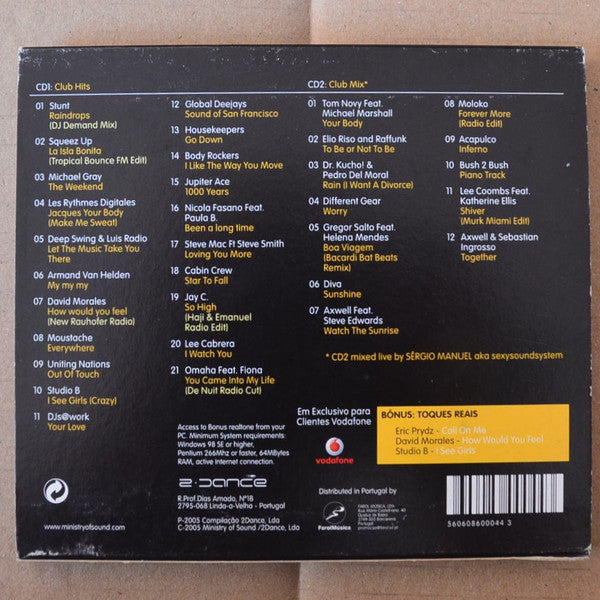 CD1: Club Hits
01 Stunt
Raindrops
(DJ Demand Mix)
02 Squeeze Up
La Isla Bonita
(Tropical Bounce FM Edit)
03 Michael Gray
The Weekend
04 Les Rythmes Digitales
Jacques Your Body
(Make Me Sweat)
05 Deep Swing & Luis Radio
Let The Music Take You
There
06 Armand Van Helden
My my my
07 David Morales
How would you feel
(New Rauhofer Radio)
08 Moustache
Everywhere
09 Uniting Nations
Out Of Touch
10 Studio B
I See Girls (Crazy)
11 DJs@work
Your Love
12 Global Deejays
Sound of San Francisco
13 Housekeepers
Go Down
14 Body Rockers
I Like The Way You Move
15 Jupiter Ace
1000 Years
16 Nicola Fasano Feat.
Paula B.
Been a long time
17 Steve Mac Ft Steve Smith
Loving You More
18 Cabin Crew
Star To Fall
19 Jay C.
So High
(Haji & Emanuel
Radio Edit)
20 Lee Cabrera
I Watch You
21 Omaha Feat. Fiona
You Came Into My Life
(De Nuit Radio Cut)
CD2: Club Mix*
01 Tom Novy Feat.
Michael Marshall
Your Body
02 Elio Riso and Raffunk
To Be or Not To Be
03 Dr. Kucho! &
Pedro Del Moral
Rain (I Want A Divorce)
04 Different Gear
Worry
05 Gregor Salto Feat.
Helena Mendes
Boa Viagem
(Bacardi Bat Beats
Remix)
06 Diva
Sunshine
07 Axwell Feat.
Steve Edwards
Watch The Sunrise
08 Moloko
Forever More
(Radio Edit)
09 Acapulco
Inferno
10 Bush 2 Bush
Piano Track
11 Lee Coombs Feat.
Katherine Ellis
Shiver
(Murk Miami Edit)
12 Axwell & Sebastian
Ingrosso
Together
* CD2 mixed live by SÉRGIO MANUEL aka sexysoundsystem
Em Exclusivo para
Clientes Vodafone
vodafone
BÓNUS: TOQUES REAIS
Eric Prydz - Call On Me
David Morales - How Would You Feel
Studio B - I See Girls
Access to Bonus realtone from your
PC. Minimum System requirements:
Windows 98 SE or higher,
Pentium 266Mhz or faster, 64MBytes
RAM, active Internet connection.
2·DANCE
R.Prof Dias Amado, Nº18
2795-068 Linda-a-Velha - Portugal
P-2005 Compilação 2Dance, Lda
C-2005 Ministry of Sound /2Dance, Lda
www.ministryofsound.com
Distributed in Portugal by
FarolMúsica
FAROL MÚSICA, LDA
5606086000443